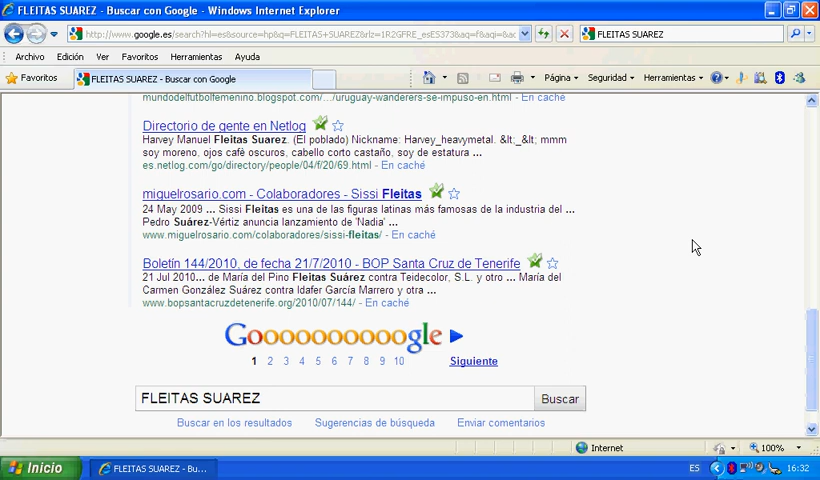 FLEITAS SUAREZ - Buscar con Google - Windows Internet Explorer
http://www.google.es/search?hl=es&source=hp&q=FLEITAS+SUAREZ&rlz=1R2GFRE_esES373&aq=f&aqi=&aq
FLEITAS SUAREZ
Archivo Edición Ver Favoritos Herramientas Ayuda
Favoritos
FLEITAS SUAREZ - Buscar con Google
Página Seguridad Herramientas
mundodelfutbolfemenino.blogspot.com/.../uruguay-wanderers-se-impuso-en.html - En caché
Directorio de gente en Netlog
Harvey Manuel Fleitas Suarez. (El poblado) Nickname: Harvey_heavymetal. &lt;_&lt; mmm
soy moreno, ojos café oscuros, cabello corto castaño, soy de estatura ...
es.netlog.com/go/directory/people/04/f/20/69.html - En caché
miguelrosario.com - Colaboradores - Sissi Fleitas
24 May 2009 ... Sissi Fleitas es una de las figuras latinas más famosas de la industria del ...
Pedro Suárez-Vértiz anuncia lanzamiento de 'Nadia' ...
www.miguelrosario.com/colaboradores/sissi-fleitas/ - En caché
Boletín 144/2010, de fecha 21/7/2010 - BOP Santa Cruz de Tenerife
21 Jul 2010... de María del Pino Fleitas Suárez contra Teidecolor, S.L. y otro ... María del
Carmen González Suárez contra Idafer García Marrero y otra ...
www.bopsantacruzdetenerife.org/2010/07/144/ - En caché
Goooooooooogle
1 2 3 4 5 6 7 8 9 10 Siguiente
FLEITAS SUAREZ Buscar
Buscar en los resultados Sugerencias de búsqueda Enviar comentarios
Internet 100%
Inicio FLEITAS SUAREZ - Bu... ES 16:32